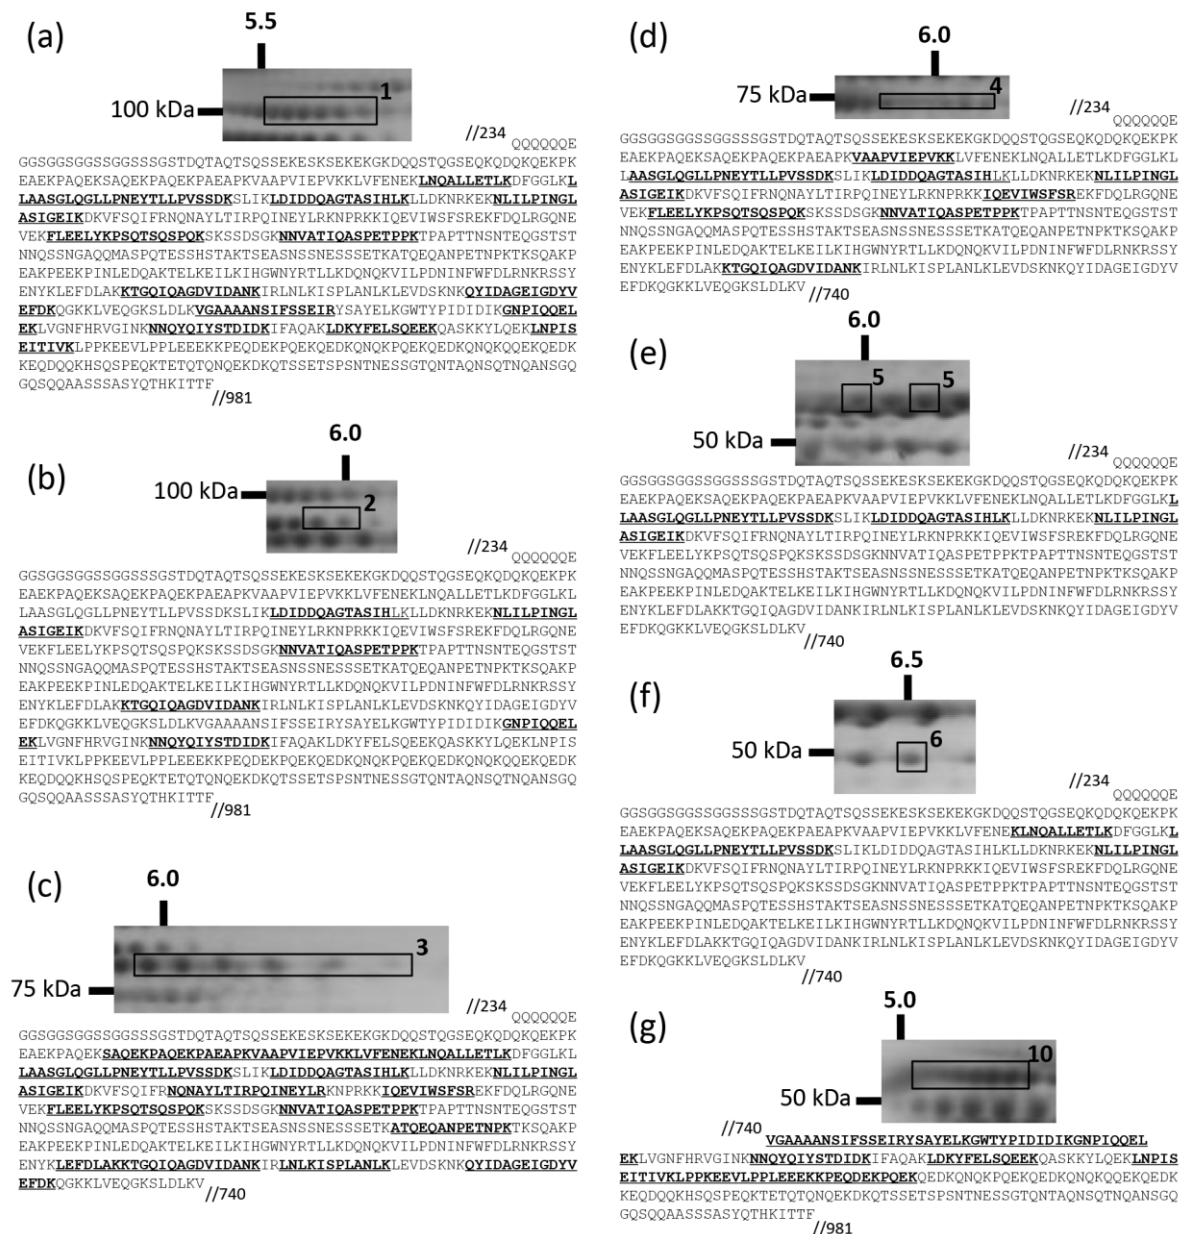 (a)
5.5
1
100 kDa
//234
QQQQQQE
GGSGGSGGSSGGSSSGSTDQTAQTSQSSEKESKSEKEKGKDQQSTQGSEQKQDQKQEKPK
EAEKPAQEKSAQEKPAQEKPAEAPKVAAPVIEPVKKLVFENEKLNQALLETLKDFGGLKL
LAASGLQGLLPNEYTLLPVSSDKSLIKLDIDDQAGTASIHLKLLDKNRKEKNLILPINGL
ASIGEIKDKVFSQIFRNQNAYLTIRPQINEYLRKNPRKKIQEVIWSFSREKFDQLRGQNE
VEKFLEELYKPSQTSQSPQKSKSSDSGKNNVATIQASPETPPKTPAPTTNSNTEQGSTST
NNQSSNGAQQMASPQTESSHSTAKTSEASNSSNESSSETKATQEQANPETNPKTKSQAKP
EAKPEEKPINLEDQAKTELKEILKIHGWNYRTLLKDQNQKVILPDNINFWFDLRNKRSSY
ENYKLEFDLAKKTGQIQAGDVIDANKIRLNLKISPLANLKLEVDSKNKQYIDAGEIGDYV
EFDKQGKKLVEQGKSLDLKVGAAAANSIFSSEIRYSAYELKGWTYPIDIDIKGNPIQQEL
EKLVGNFHRVGINKNNQYQIYSTDIDKIFAQAKLDKYFELSQEEKQASKKYLQEKLNPIS
EITIVKLPPKEEVLPPLEEEKKPEQDEKPQEKQEDKQNQKPQEKQEDKQNQKQQEKQEDK
KEQDQQKHSQSPEQKTETQTQNQEKDKQTSSETSPSNTNESSGTQNTAQNSQTNQANSGQ
GQSQQAASSSASYQTHKITTF
//981
(b)
6.0
100 kDa
2
//234
QQQQQQE
GGSGGSGGSSGGSSSGSTDQTAQTSQSSEKESKSEKEKGKDQQSTQGSEQKQDQKQEKPK
EAEKPAQEKSAQEKPAQEKPAEAPKVAAPVIEPVKKLVFENEKLNQALLETLKDFGGLKL
LAASGLQGLLPNEYTLLPVSSDKSLIKLDIDDQAGTASIHLKLLDKNRKEKNLILPINGL
ASIGEIKDKVFSQIFRNQNAYLTIRPQINEYLRKNPRKKIQEVIWSFSREKFDQLRGQNE
VEKFLEELYKPSQTSQSPQKSKSSDSGKNNVATIQASPETPPKTPAPTTNSNTEQGSTST
NNQSSNGAQQMASPQTESSHSTAKTSEASNSSNESSSETKATQEQANPETNPKTKSQAKP
EAKPEEKPINLEDQAKTELKEILKIHGWNYRTLLKDQNQKVILPDNINFWFDLRNKRSSY
ENYKLEFDLAKKTGQIQAGDVIDANKIRLNLKISPLANLKLEVDSKNKQYIDAGEIGDYV
EFDKQGKKLVEQGKSLDLKVGAAAANSIFSSEIRYSAYELKGWTYPIDIDIKGNPIQQEL
EKLVGNFHRVGINKNNQYQIYSTDIDKIFAQAKLDKYFELSQEEKQASKKYLQEKLNPIS
EITIVKLPPKEEVLPPLEEEKKPEQDEKPQEKQEDKQNQKPQEKQEDKQNQKQQEKQEDK
KEQDQQKHSQSPEQKTETQTQNQEKDKQTSSETSPSNTNESSGTQNTAQNSQTNQANSGQ
GQSQQAASSSASYQTHKITTF
//981
(c)
6.0
3
75 kDa
//234
QQQQQQE
GGSGGSGGSSGGSSSGSTDQTAQTSQSSEKESKSEKEKGKDQQSTQGSEQKQDQKQEKPK
EAEKPAQEKSAQEKPAQEKPAEAPKVAAPVIEPVKKLVFENEKLNQALLETLKDFGGLKL
LAASGLQGLLPNEYTLLPVSSDKSLIKLDIDDQAGTASIHLKLLDKNRKEKNLILPINGL
ASIGEIKDKVFSQIFRNQNAYLTIRPQINEYLRKNPRKKIQEVIWSFSREKFDQLRGQNE
VEKFLEELYKPSQTSQSPQKSKSSDSGKNNVATIQASPETPPKTPAPTTNSNTEQGSTST
NNQSSNGAQQMASPQTESSHSTAKTSEASNSSNESSSETKATQEQANPETNPKTKSQAKP
EAKPEEKPINLEDQAKTELKEILKIHGWNYRTLLKDQNQKVILPDNINFWFDLRNKRSSY
ENYKLEFDLAKKTGQIQAGDVIDANKIRLNLKISPLANLKLEVDSKNKQYIDAGEIGDYV
EFDKQGKKLVEQGKSLDLKV
//740
(d)
6.0
75 kDa
4
//234
QQQQQQE
GGSGGSGGSSGGSSSGSTDQTAQTSQSSEKESKSEKEKGKDQQSTQGSEQKQDQKQEKPK
EAEKPAQEKSAQEKPAQEKPAEAPKVAAPVIEPVKKLVFENEKLNQALLETLKDFGGLKL
LAASGLQGLLPNEYTLLPVSSDKSLIKLDIDDQAGTASIHLKLLDKNRKEKNLILPINGL
ASIGEIKDKVFSQIFRNQNAYLTIRPQINEYLRKNPRKKIQEVIWSFSREKFDQLRGQNE
VEKFLEELYKPSQTSQSPQKSKSSDSGKNNVATIQASPETPPKTPAPTTNSNTEQGSTST
NNQSSNGAQQMASPQTESSHSTAKTSEASNSSNESSSETKATQEQANPETNPKTKSQAKP
EAKPEEKPINLEDQAKTELKEILKIHGWNYRTLLKDQNQKVILPDNINFWFDLRNKRSSY
ENYKLEFDLAKKTGQIQAGDVIDANKIRLNLKISPLANLKLEVDSKNKQYIDAGEIGDYV
EFDKQGKKLVEQGKSLDLKV
//740
(e)
6.0
5 5
50 kDa
//234
QQQQQQE
GGSGGSGGSSGGSSSGSTDQTAQTSQSSEKESKSEKEKGKDQQSTQGSEQKQDQKQEKPK
EAEKPAQEKSAQEKPAQEKPAEAPKVAAPVIEPVKKLVFENEKLNQALLETLKDFGGLKL
LAASGLQGLLPNEYTLLPVSSDKSLIKLDIDDQAGTASIHLKLLDKNRKEKNLILPINGL
ASIGEIKDKVFSQIFRNQNAYLTIRPQINEYLRKNPRKKIQEVIWSFSREKFDQLRGQNE
VEKFLEELYKPSQTSQSPQKSKSSDSGKNNVATIQASPETPPKTPAPTTNSNTEQGSTST
NNQSSNGAQQMASPQTESSHSTAKTSEASNSSNESSSETKATQEQANPETNPKTKSQAKP
EAKPEEKPINLEDQAKTELKEILKIHGWNYRTLLKDQNQKVILPDNINFWFDLRNKRSSY
ENYKLEFDLAKKTGQIQAGDVIDANKIRLNLKISPLANLKLEVDSKNKQYIDAGEIGDYV
EFDKQGKKLVEQGKSLDLKV
//740
(f)
6.5
50 kDa
6
//234
QQQQQQE
GGSGGSGGSSGGSSSGSTDQTAQTSQSSEKESKSEKEKGKDQQSTQGSEQKQDQKQEKPK
EAEKPAQEKSAQEKPAQEKPAEAPKVAAPVIEPVKKLVFENEKLNQALLETLKDFGGLKL
LAASGLQGLLPNEYTLLPVSSDKSLIKLDIDDQAGTASIHLKLLDKNRKEKNLILPINGL
ASIGEIKDKVFSQIFRNQNAYLTIRPQINEYLRKNPRKKIQEVIWSFSREKFDQLRGQNE
VEKFLEELYKPSQTSQSPQKSKSSDSGKNNVATIQASPETPPKTPAPTTNSNTEQGSTST
NNQSSNGAQQMASPQTESSHSTAKTSEASNSSNESSSETKATQEQANPETNPKTKSQAKP
EAKPEEKPINLEDQAKTELKEILKIHGWNYRTLLKDQNQKVILPDNINFWFDLRNKRSSY
ENYKLEFDLAKKTGQIQAGDVIDANKIRLNLKISPLANLKLEVDSKNKQYIDAGEIGDYV
EFDKQGKKLVEQGKSLDLKV
//740
(g)
5.0
10
50 kDa
//740
VGAAAANSIFSSEIRYSAYELKGWTYPIDIDIKGNPIQQEL
EKLVGNFHRVGINKNNQYQIYSTDIDKIFAQAKLDKYFELSQEEKQASKKYLQEKLNPIS
EITIVKLPPKEEVLPPLEEEKKPEQDEKPQEKQEDKQNQKPQEKQEDKQNQKQQEKQEDK
KEQDQQKHSQSPEQKTETQTQNQEKDKQTSSETSPSNTNESSGTQNTAQNSQTNQANSGQ
GQSQQAASSSASYQTHKITTF
//981